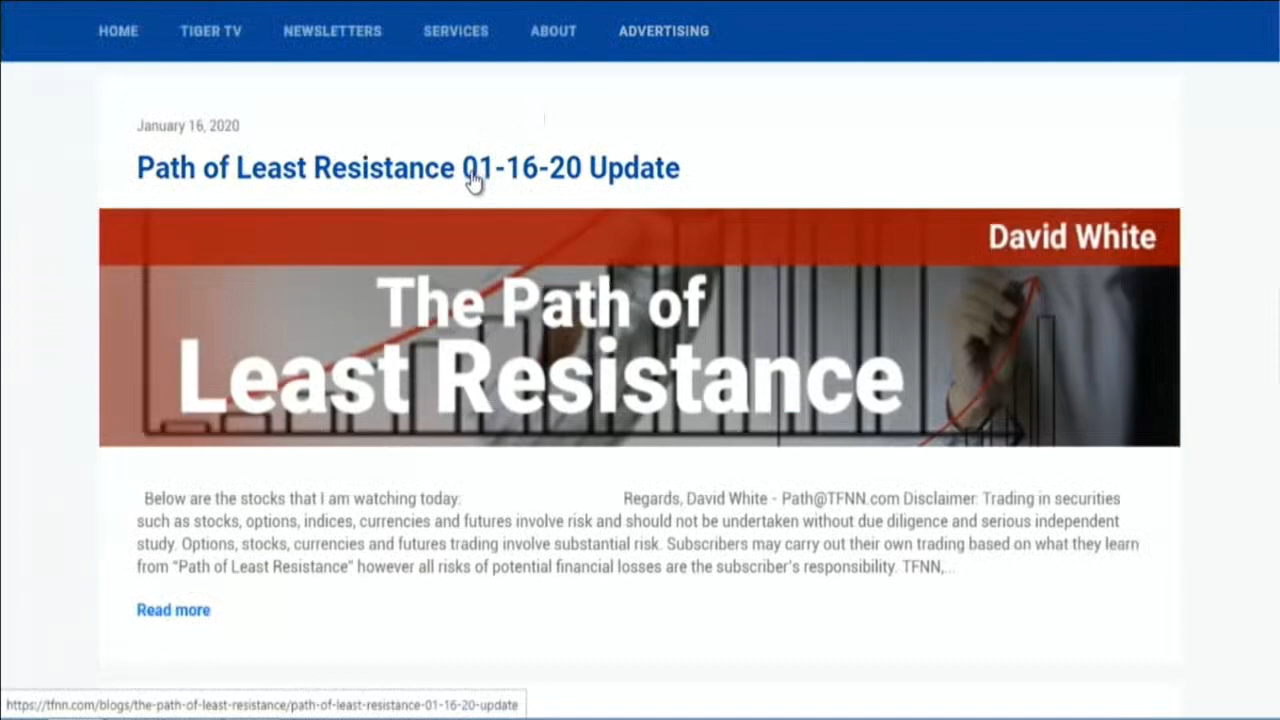 HOME TIGER TV NEWSLETTERS SERVICES ABOUT ADVERTISING
January 16, 2020
Path of Least Resistance 01-16-20 Update
David White
The Path of
Least Resistance
Below are the stocks that I am watching today: Regards, David White - Path@TFNN.com Disclaimer: Trading in securities
such as stocks, options, indices, currencies and futures involve risk and should not be undertaken without due diligence and serious independent
study. Options, stocks, currencies and futures trading involve substantial risk. Subscribers may carry out their own trading based on what they learn
from “Path of Least Resistance” however all risks of potential financial losses are the subscriber’s responsibility. TFNN,...
Read more
https://tfnn.com/blogs/the-path-of-least-resistance/path-of-least-resistance-01-16-20-update